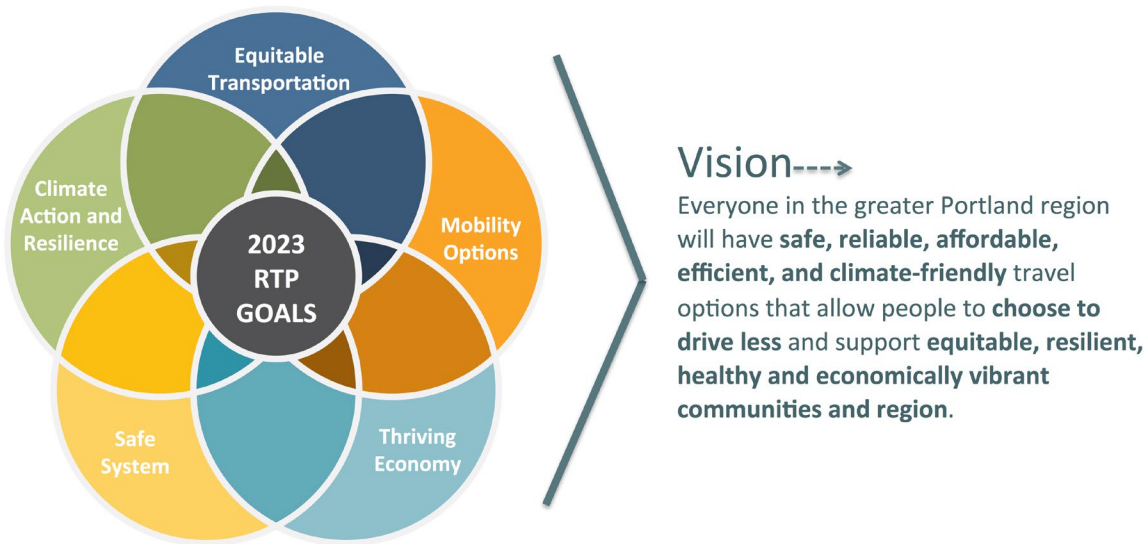 Equitable
Transportation
Climate
Action and
Resilience
Mobility
Options
2023
RTP
GOALS
Safe
System
Thriving
Economy
Vision---->
Everyone in the greater Portland region
will have safe, reliable, affordable,
efficient, and climate-friendly travel
options that allow people to choose to
drive less and support equitable, resilient,
healthy and economically vibrant
communities and region.